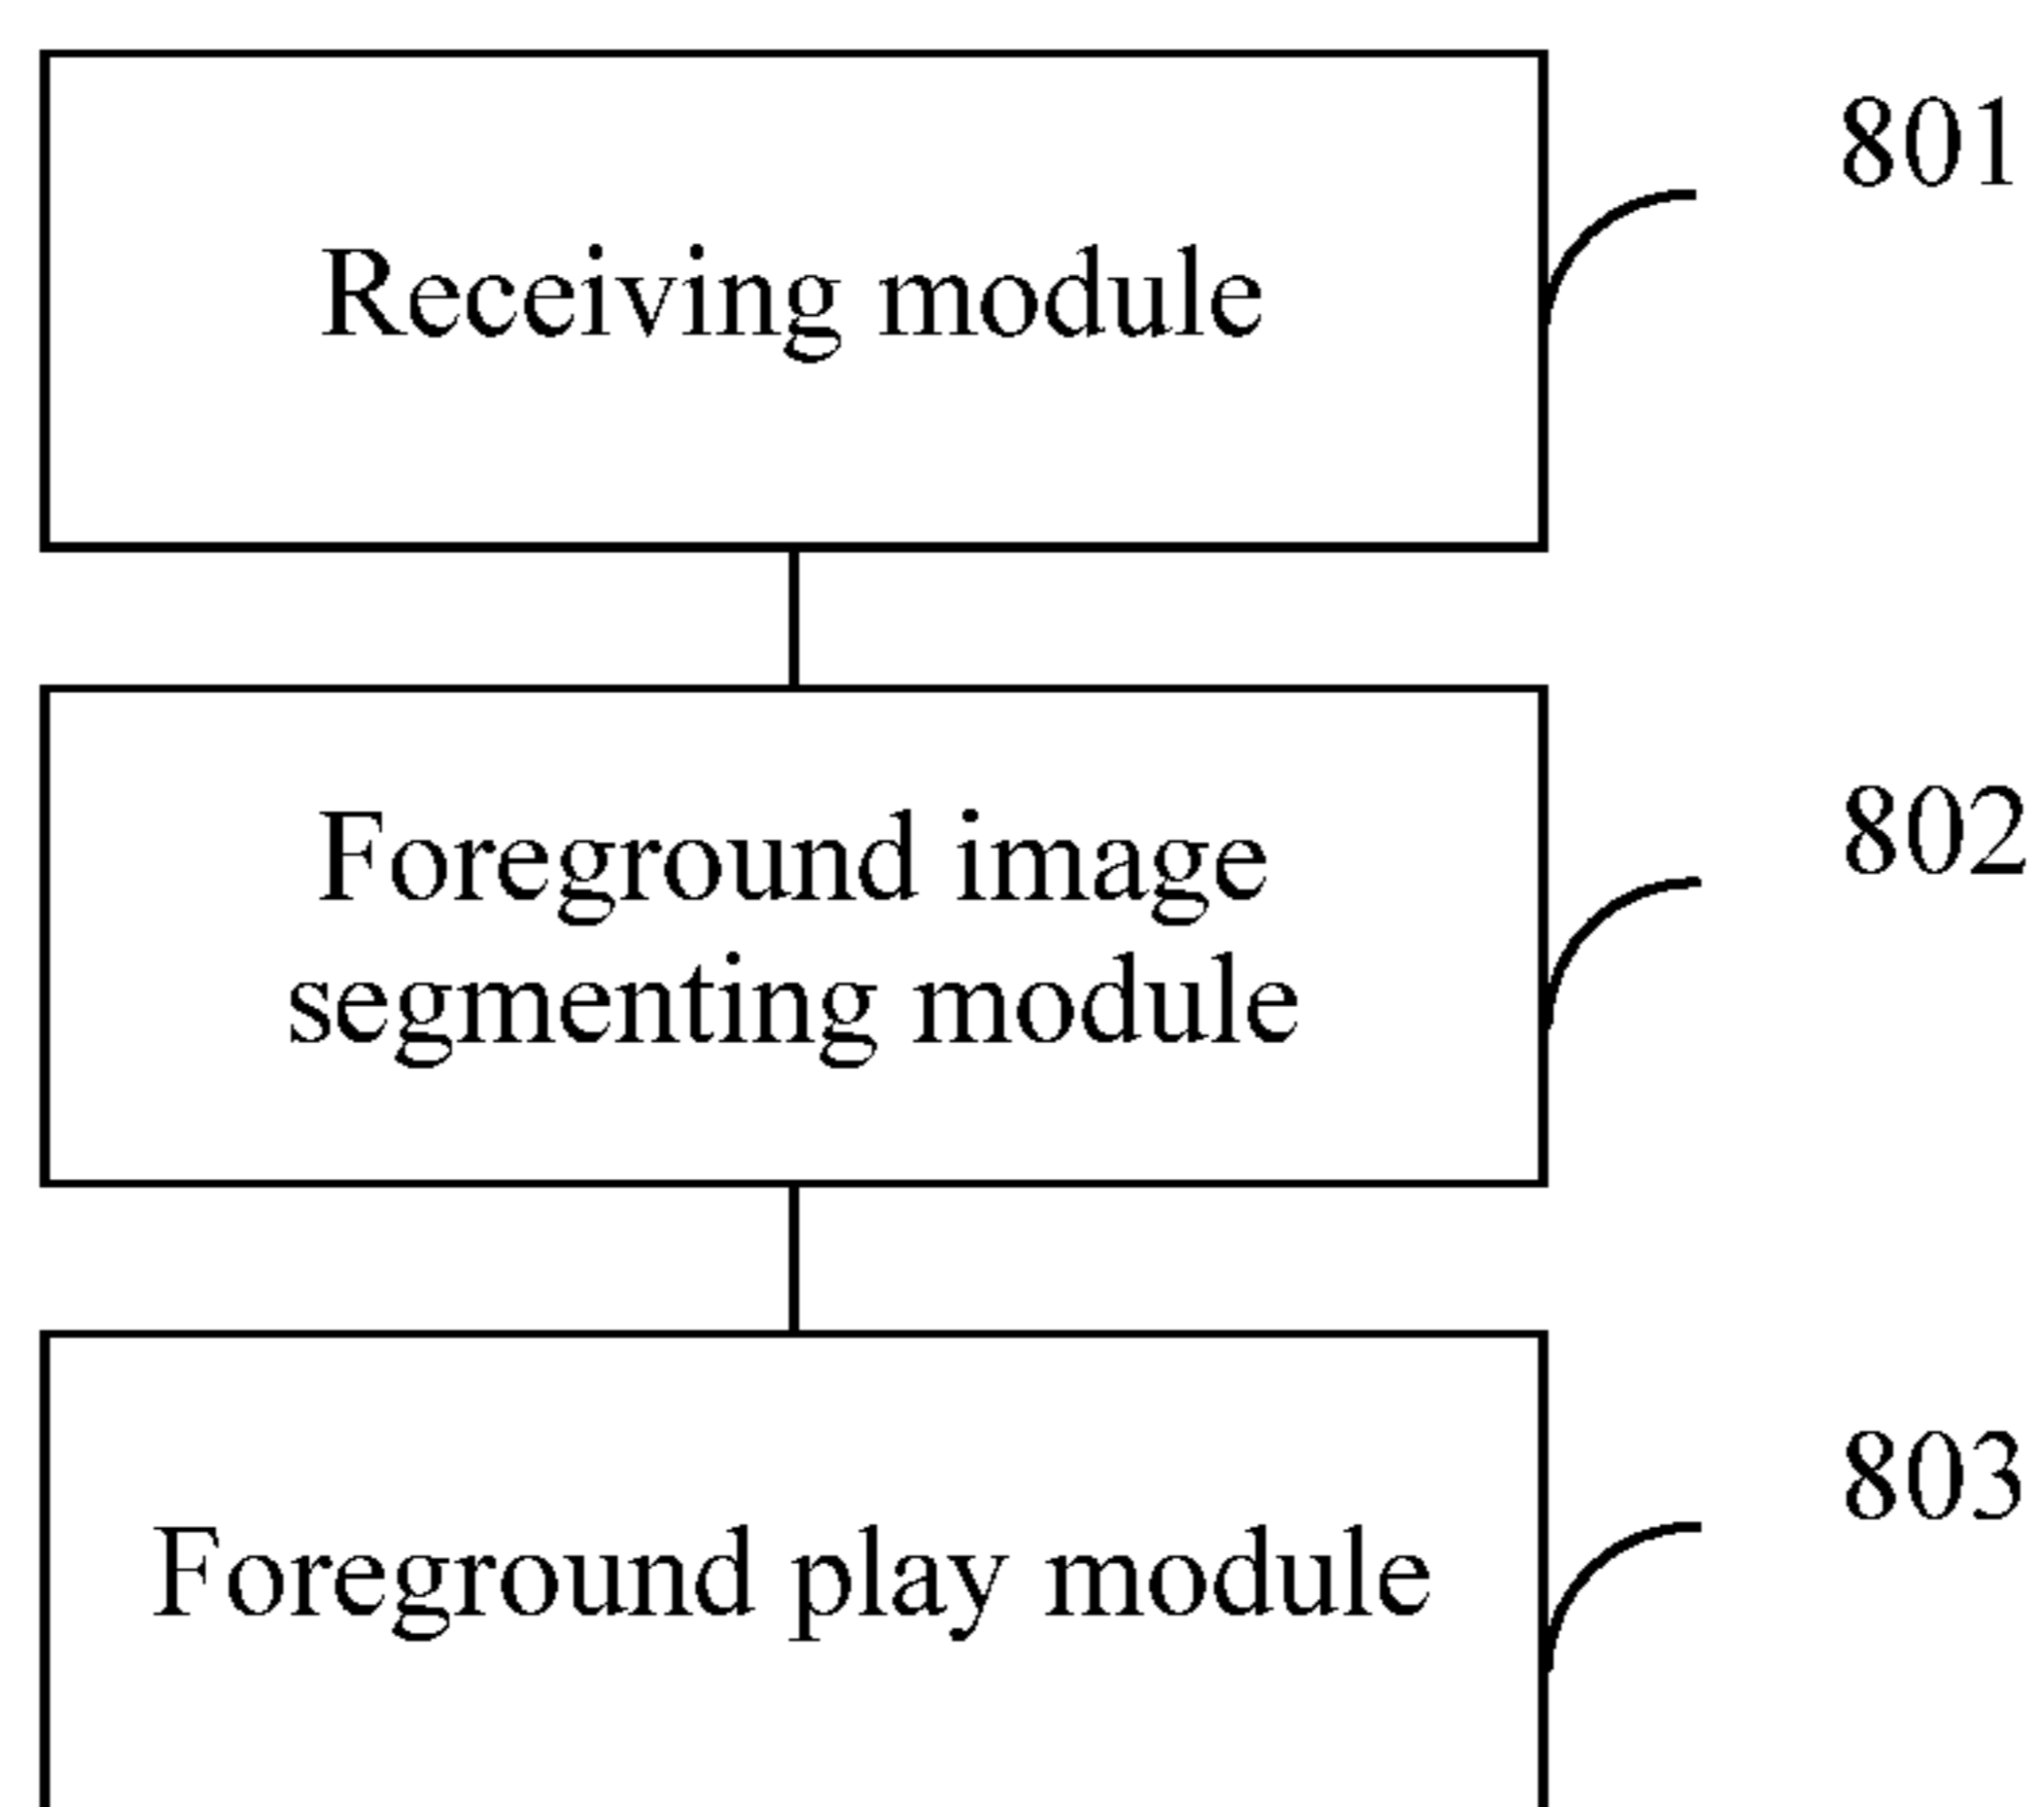 801
Receiving module
802
Foreground image
segmenting module
803
Foreground play module